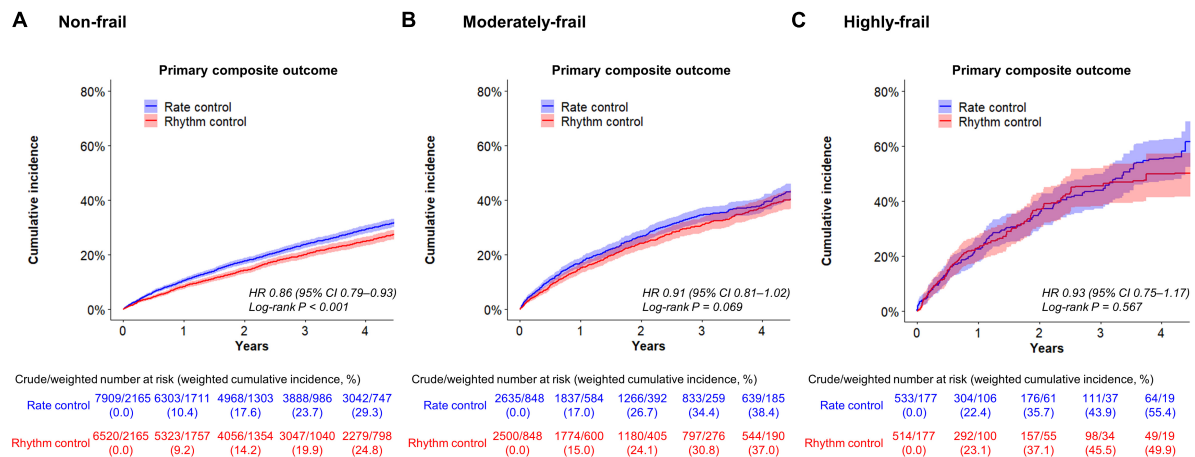 A Non-frail
Primary composite outcome
80%
60%
40%
20%
0%
Cumulative incidence
Rate control
Rhythm control
HR 0.86 (95% CI 0.79–0.93)
Log-rank P < 0.001
0 1 2 3 4
Years
Crude/weighted number at risk (weighted cumulative incidence, %)
Rate control 7909/2165 6303/1711 4968/1303 3888/986 3042/747
(0.0) (10.4) (17.6) (23.7) (29.3)
Rhythm control 6520/2165 5323/1757 4056/1354 3047/1040 2279/798
(0.0) (9.2) (14.2) (19.9) (24.8)
B Moderately-frail
Primary composite outcome
80%
60%
40%
20%
0%
Cumulative incidence
Rate control
Rhythm control
HR 0.91 (95% CI 0.81–1.02)
Log-rank P = 0.069
0 1 2 3 4
Years
Crude/weighted number at risk (weighted cumulative incidence, %)
Rate control 2635/848 1837/584 1266/392 833/259 639/185
(0.0) (17.0) (26.7) (34.4) (38.4)
Rhythm control 2500/848 1774/600 1180/405 797/276 544/190
(0.0) (15.0) (24.1) (30.8) (37.0)
C Highly-frail
Primary composite outcome
80%
60%
40%
20%
0%
Cumulative incidence
Rate control
Rhythm control
HR 0.93 (95% CI 0.75–1.17)
Log-rank P = 0.567
0 1 2 3 4
Years
Crude/weighted number at risk (weighted cumulative incidence, %)
Rate control 533/177 304/106 176/61 111/37 64/19
(0.0) (22.4) (35.7) (43.9) (55.4)
Rhythm control 514/177 292/100 157/55 98/34 49/19
(0.0) (23.1) (37.1) (45.5) (49.9)